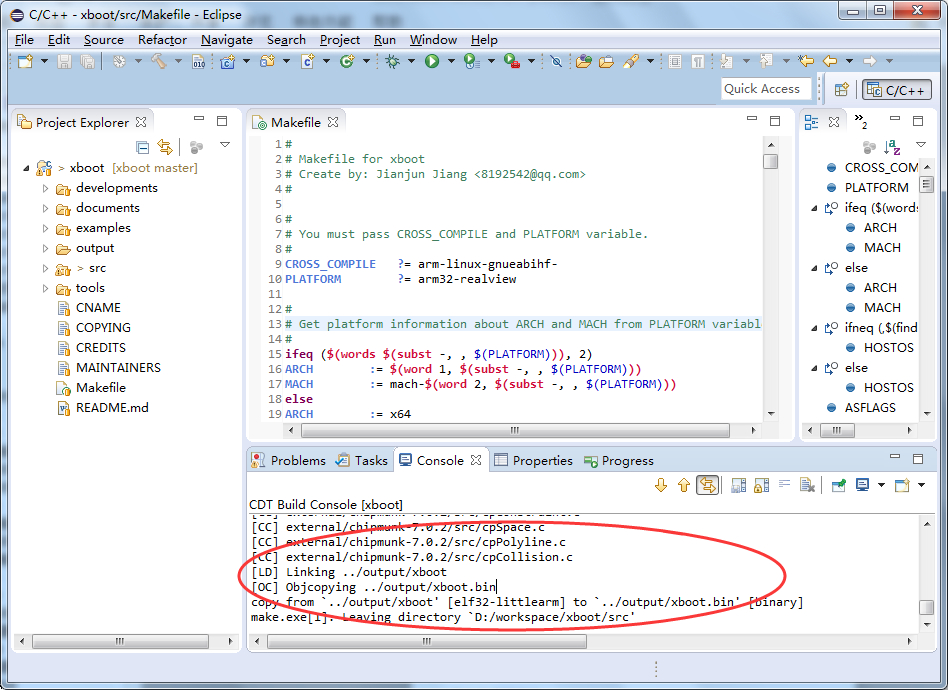 C/C++ - xboot/src/Makefile - Eclipse
File Edit Source Refactor Navigate Search Project Run Window Help
Quick Access
C/C++
Project Explorer
> xboot [xboot master]
developments
documents
examples
output
> src
tools
CNAME
COPYING
CREDITS
MAINTAINERS
Makefile
README.md
Makefile
1 #
2 # Makefile for xboot
3 # Create by: Jianjun Jiang <8192542@qq.com>
4 #
5
6 #
7 # You must pass CROSS_COMPILE and PLATFORM variable.
8 #
9 CROSS_COMPILE ?= arm-linux-gnueabihf-
10 PLATFORM ?= arm32-realview
11
12 #
13 # Get platform information about ARCH and MACH from PLATFORM variabl
14 #
15 ifeq ($(words $(subst -, , $(PLATFORM))), 2)
16 ARCH := $(word 1, $(subst -, , $(PLATFORM)))
17 MACH := mach-$(word 2, $(subst -, , $(PLATFORM)))
18 else
19 ARCH := x64
2
CROSS_COM
PLATFORM
ifeq ($(words
ARCH
MACH
else
ARCH
MACH
ifneq (,$(find
HOSTOS
else
HOSTOS
ASFLAGS
Problems Tasks Console Properties Progress
CDT Build Console [xboot]
[CC] external/chipmunk-7.0.2/src/cpConstraint.c
[CC] external/chipmunk-7.0.2/src/cpSpace.c
[CC] external/chipmunk-7.0.2/src/cpPolyline.c
[CC] external/chipmunk-7.0.2/src/cpCollision.c
[LD] Linking ../output/xboot
[OC] Objcopying ../output/xboot.bin
copy from `../output/xboot' [elf32-littlearm] to `../output/xboot.bin' [binary]
make.exe[1]: Leaving directory `D:/workspace/xboot/src'